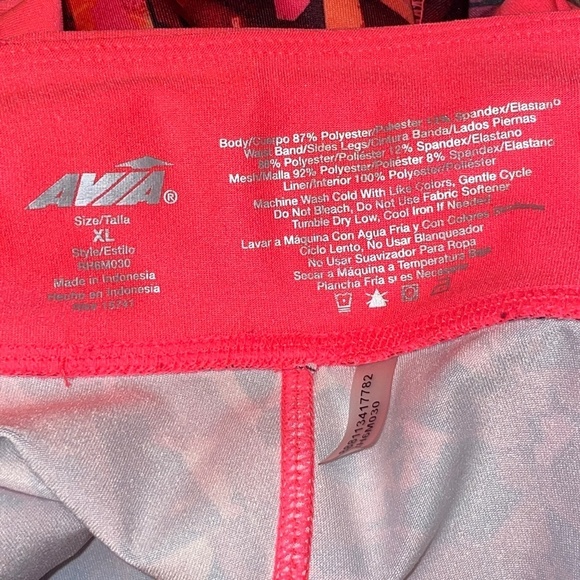 AVIA®
Size/Talla
XL
Style/Estilo
Made in Indonesia
Hecho en Indonesia
Body/Cuerpo 87% Polyester/Poliester 13% Spandex/Elastano
Waist Band/Sides Legs/Cintura Banda/Lados Piernas
88% Polyester/Poliéster 12% Spandex/Elastano
Mesh/Malla 92% Polyester/Poliéster 8% Spandex/Elastano
Liner/Interior 100% Polyester/Poliéster
Machine Wash Cold With Like Colors, Gentle Cycle
Do Not Bleach, Do Not Use Fabric Softener
Tumble Dry Low, Cool Iron If Needed
Lavar a Máquina Con Agua Fria y Con Colores
Ciclo Lento, No Usar Blanqueador
No Usar Suavizador Para Ropa
Secar a Máquina a Temperatura Baja
Plancha Fria si es Necesario
113417782